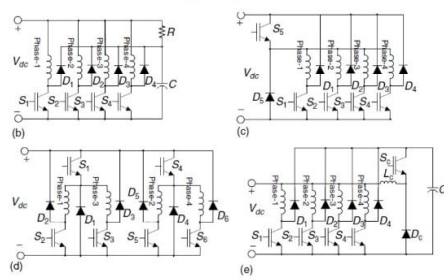 +
Phase-1 Phase-2 Phase-3 Phase-4 R
Vdc
D1 D2 D3 D4 C
S1 S2 S3 S4
−
(b)
+
S5
Phase-1 Phase-2 Phase-3 Phase-4
Vdc
D5 D1 D2 D3 D4
S1 S2 S3 S4
−
(c)
+
S1 S4
Phase-1 Phase-3 Phase-2 Phase-4
Vdc D5
D2 D1 D3 D4 D6
S2 S3 S5 S6
−
(d)
Sc
Lc
+
Phase-1 Phase-2 Phase-3 Phase-4 C
Vdc
D1 D2 D3 D4
S1 S2 S3 S4 Dc
−
(e)